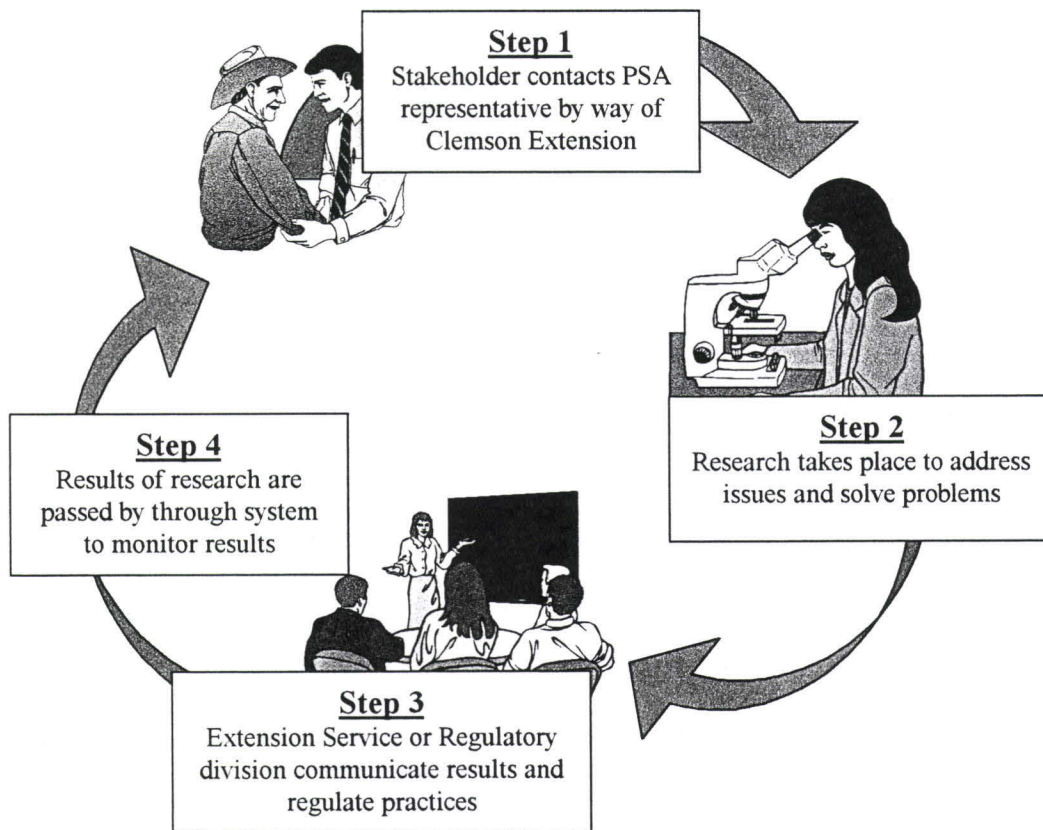 Step 1
Stakeholder contacts PSA
representative by way of
Clemson Extension
Step 2
Research takes place to address
issues and solve problems
Step 3
Extension Service or Regulatory
division communicate results and
regulate practices
Step 4
Results of research are
passed by through system
to monitor results